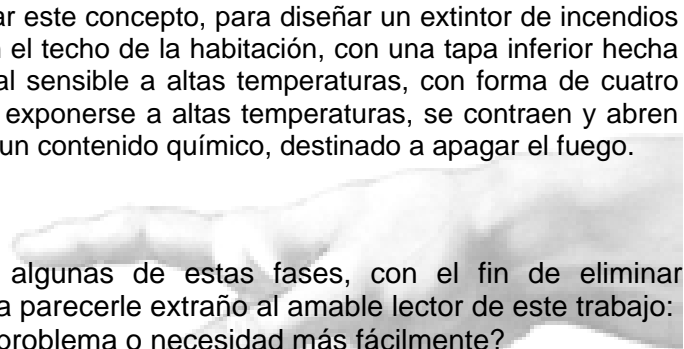 ar este concepto, para diseñar un extintor de incendios
el techo de la habitación, con una tapa inferior hecha
al sensible a altas temperaturas, con forma de cuatro
exponerse a altas temperaturas, se contraen y abren
un contenido químico, destinado a apagar el fuego.
algunas de estas fases, con el fin de eliminar
a parecerle extraño al amable lector de este trabajo:
problema o necesidad más fácilmente?